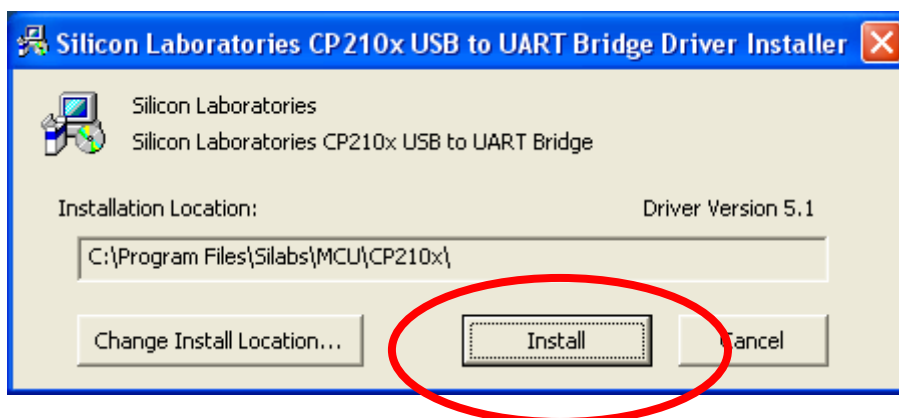 Silicon Laboratories CP210x USB to UART Bridge Driver Installer
Silicon Laboratories
Silicon Laboratories CP210x USB to UART Bridge
Installation Location:
Driver Version 5.1
C:\Program Files\Silabs\MCU\CP210x\
Change Install Location...
Install
Cancel